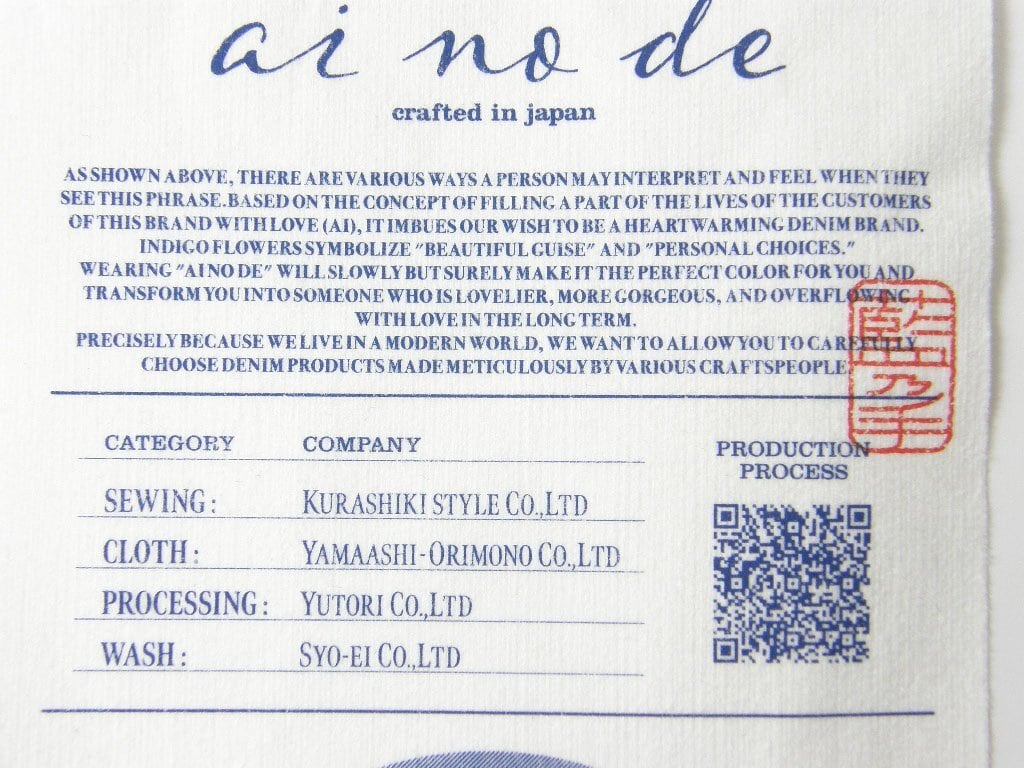 ai no de
crafted in japan
AS SHOWN ABOVE, THERE ARE VARIOUS WAYS A PERSON MAY INTERPRET AND FEEL WHEN THEY
SEE THIS PHRASE. BASED ON THE CONCEPT OF FILLING A PART OF THE LIVES OF THE CUSTOMERS
OF THIS BRAND WITH LOVE (AI), IT IMBUES OUR WISH TO BE A HEARTWARMING DENIM BRAND.
INDIGO FLOWERS SYMBOLIZE "BEAUTIFUL GUISE" AND "PERSONAL CHOICES."
WEARING "AI NO DE" WILL SLOWLY BUT SURELY MAKE IT THE PERFECT COLOR FOR YOU AND
TRANSFORM YOU INTO SOMEONE WHO IS LOVELIER, MORE GORGEOUS, AND OVERFLOWING
WITH LOVE IN THE LONG TERM.
PRECISELY BECAUSE WE LIVE IN A MODERN WORLD, WE WANT TO ALLOW YOU TO CAREFULLY
CHOOSE DENIM PRODUCTS MADE METICULOUSLY BY VARIOUS CRAFTSPEOPLE.
藍乃手
CATEGORY COMPANY
SEWING: KURASHIKI STYLE CO.,LTD
CLOTH: YAMAASHI-ORIMONO CO.,LTD
PROCESSING: YUTORI CO.,LTD
WASH: SYO-EI CO.,LTD
PRODUCTION
PROCESS